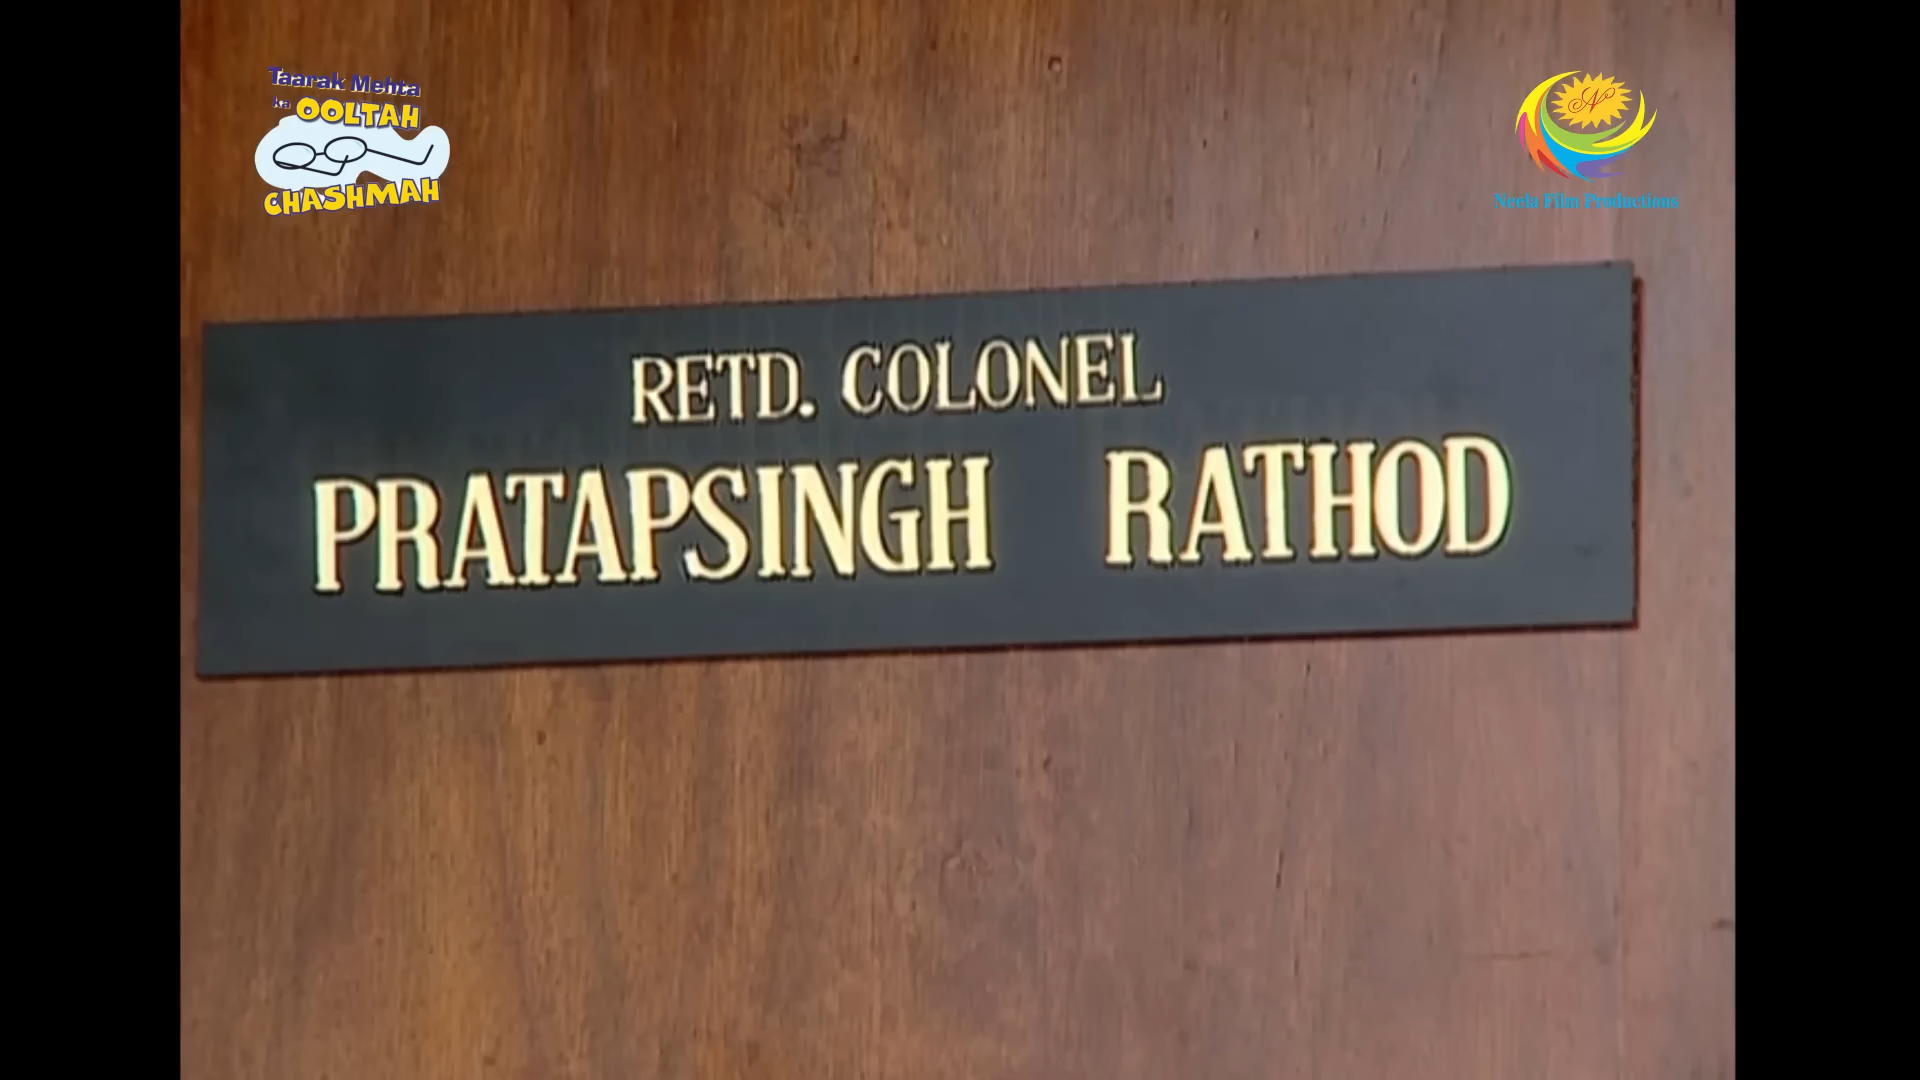 Taarak Mehta
ka OOLTAH
CHASHMAH
N
Neela Film Productions
RETD. COLONEL
PRATAPSINGH RATHOD